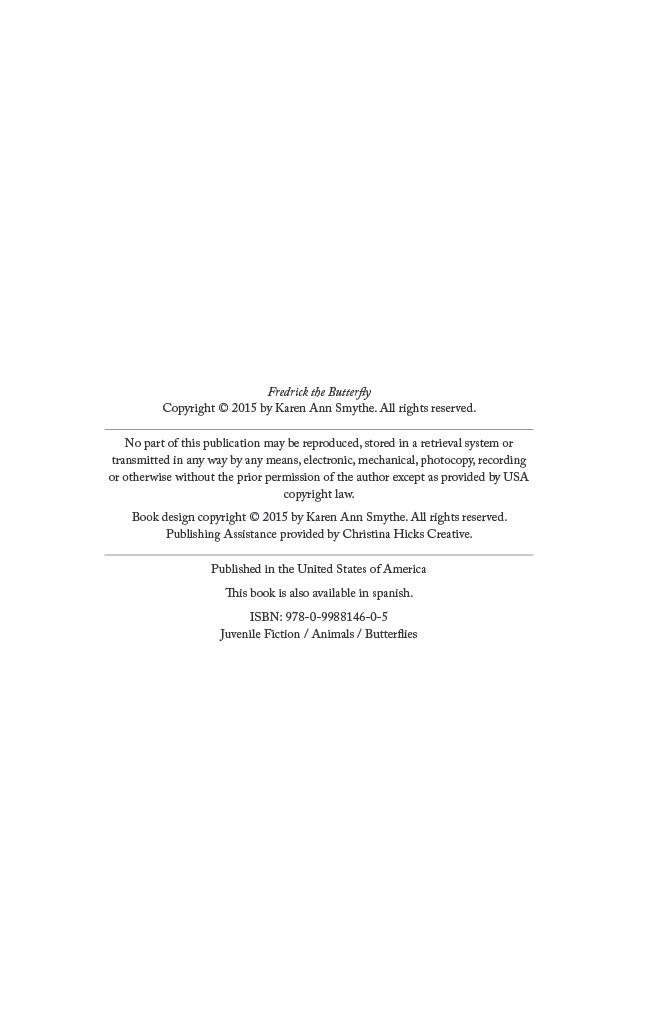 Fredrick the Butterfly
Copyright © 2015 by Karen Ann Smythe. All rights reserved.
No part of this publication may be reproduced, stored in a retrieval system or
transmitted in any way by any means, electronic, mechanical, photocopy, recording
or otherwise without the prior permission of the author except as provided by USA
copyright law.
Book design copyright © 2015 by Karen Ann Smythe. All rights reserved.
Publishing Assistance provided by Christina Hicks Creative.
Published in the United States of America
This book is also available in spanish.
ISBN: 978-0-9988146-0-5
Juvenile Fiction / Animals / Butterflies